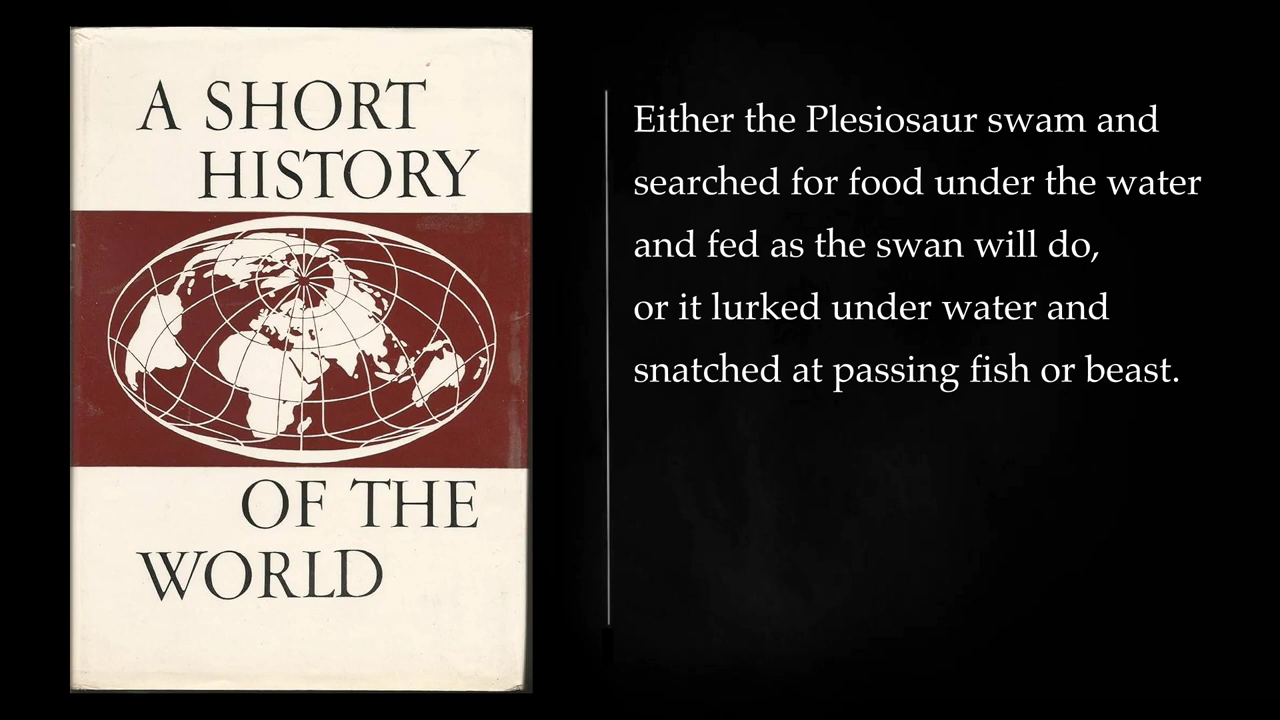 A SHORT
HISTORY
OF THE
WORLD
Either the Plesiosaur swam and
searched for food under the water
and fed as the swan will do,
or it lurked under water and
snatched at passing fish or beast.